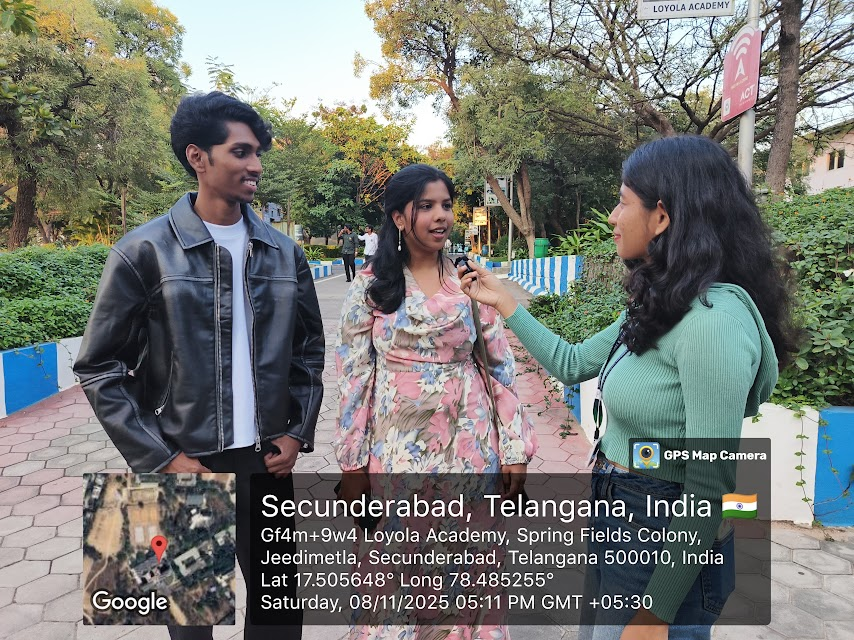 LOYOLA ACADEMY
A
ACT
GPS Map Camera
Secunderabad, Telangana, India
Gf4m+9w4 Loyola Academy, Spring Fields Colony,
Jeedimetla, Secunderabad, Telangana 500010, India
Lat 17.505648° Long 78.485255°
Saturday, 08/11/2025 05:11 PM GMT +05:30
Google